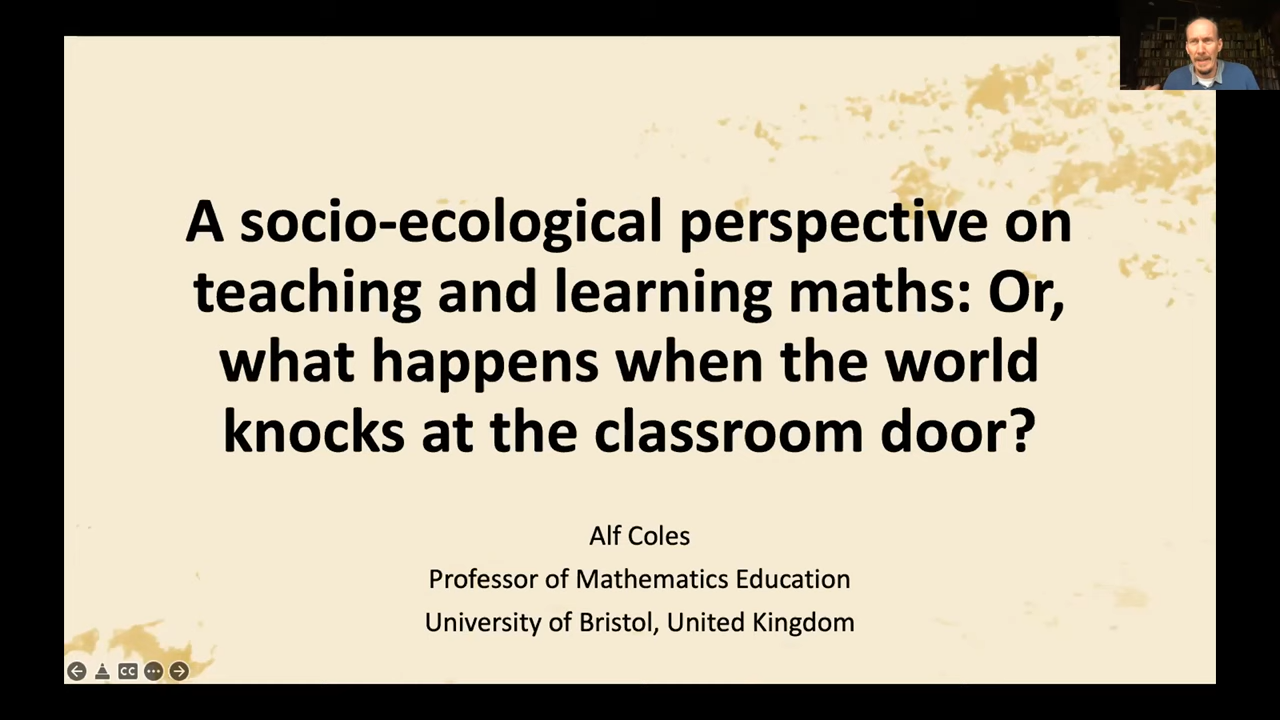 A socio-ecological perspective on
teaching and learning maths: Or,
what happens when the world
knocks at the classroom door?
Alf Coles
Professor of Mathematics Education
University of Bristol, United Kingdom
CC